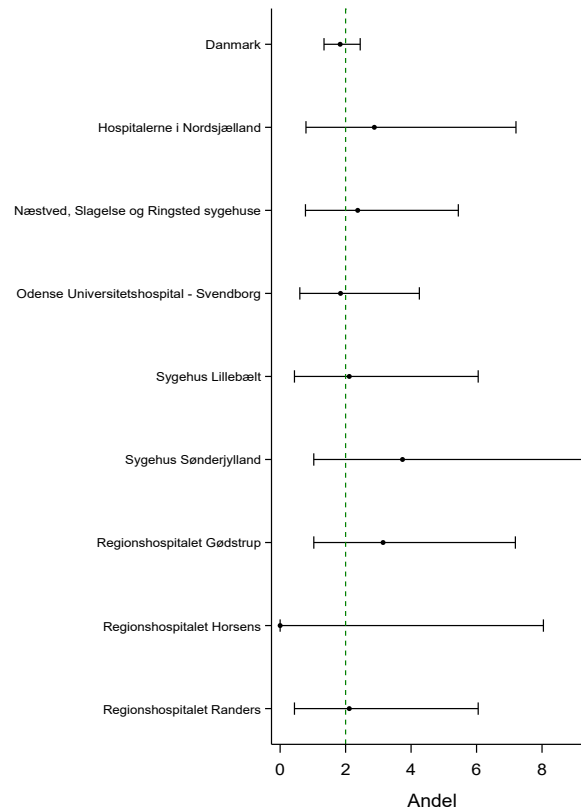 Danmark
Hospitalerne i Nordsjælland
Næstved, Slagelse og Ringsted sygehuse
Odense Universitetshospital - Svendborg
Sygehus Lillebælt
Sygehus Sønderjylland
Regionshospitalet Gødstrup
Regionshospitalet Horsens
Regionshospitalet Randers
0 2 4 6 8
Andel